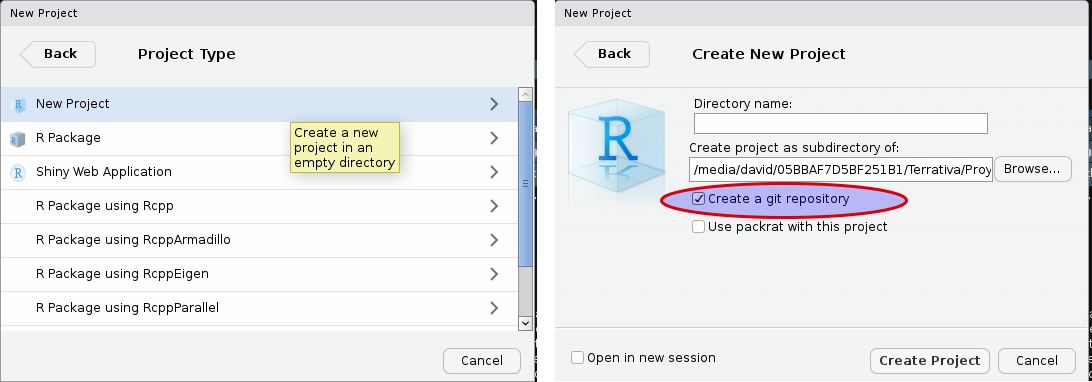 New Project
Back
Project Type
New Project
R Package
Create a new
project in an
empty directory
Shiny Web Application
R Package using Rcpp
R Package using RcppArmadillo
R Package using RcppEigen
R Package using RcppParallel
Cancel
New Project
Back
Create New Project
R
Directory name:
Create project as subdirectory of:
/media/david/05BBAF7D5BF251B1/Terrativa/Proy
Browse...
Create a git repository
Use packrat with this project
Open in new session
Create Project
Cancel